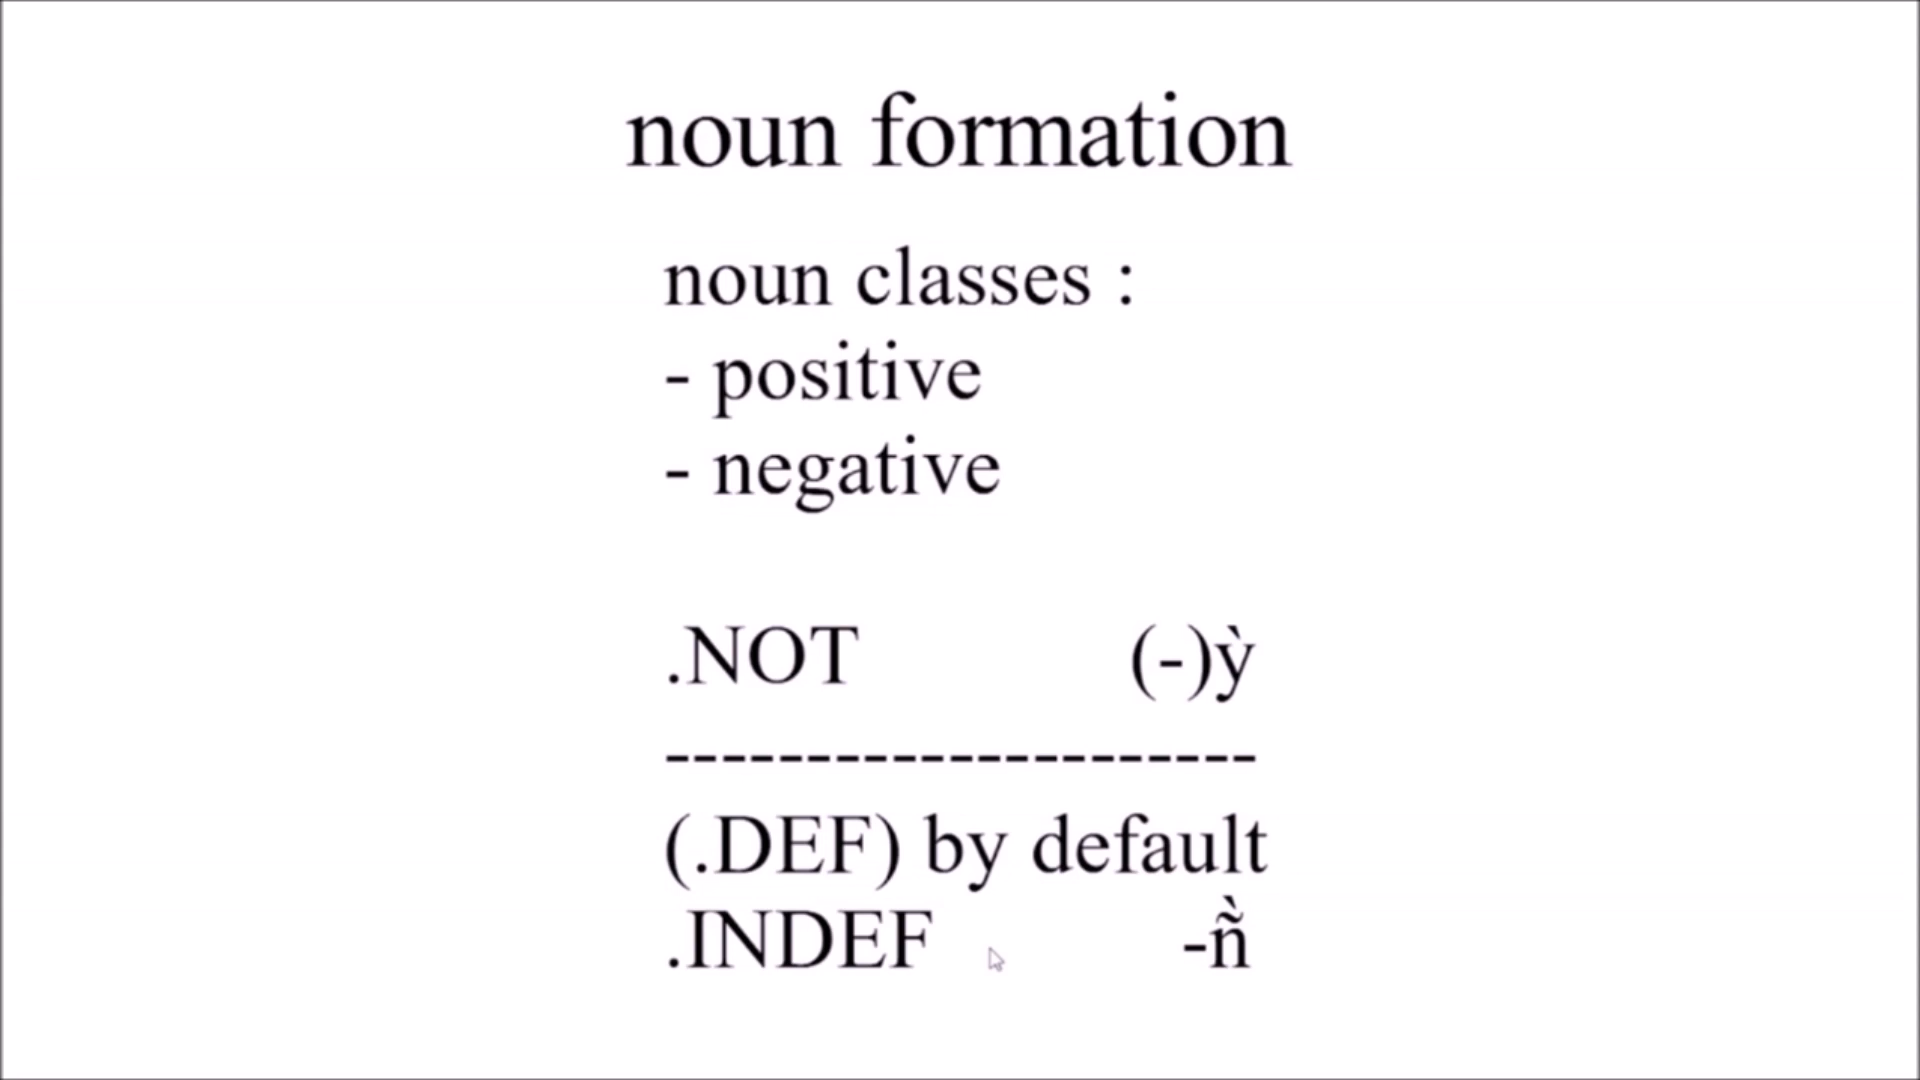 noun formation
noun classes :
- positive
- negative
.NOT (-)ỳ
---------------------
(.DEF) by default
.INDEF -ñ̀